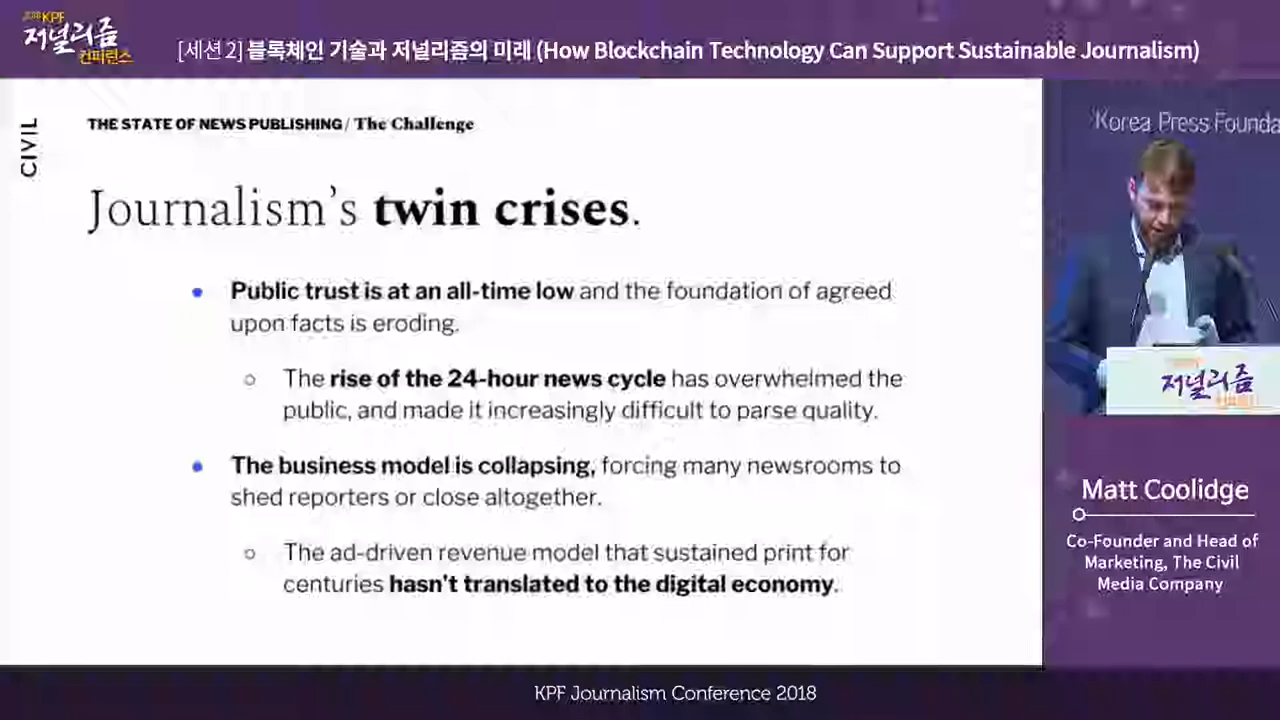 2018 KPF
저널리즘
컨퍼런스
[세션 2] 블록체인 기술과 저널리즘의 미래 (How Blockchain Technology Can Support Sustainable Journalism)
CIVIL
THE STATE OF NEWS PUBLISHING / The Challenge
Journalism's twin crises.
Public trust is at an all-time low and the foundation of agreed
upon facts is eroding.
The rise of the 24-hour news cycle has overwhelmed the
public, and made it increasingly difficult to parse quality.
The business model is collapsing, forcing many newsrooms to
shed reporters or close altogether.
The ad-driven revenue model that sustained print for
centuries hasn't translated to the digital economy.
Korea Press Founda
저널리즘
Matt Coolidge
Co-Founder and Head of
Marketing, The Civil
Media Company
KPF Journalism Conference 2018